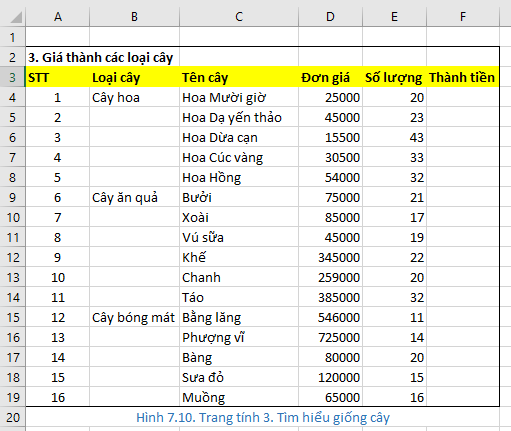 A B C D E F
1
2 3. Giá thành các loại cây
3 STT Loại cây Tên cây Đơn giá Số lượng Thành tiền
4 1 Cây hoa Hoa Mười giờ 25000 20
5 2 Hoa Dạ yến thảo 45000 23
6 3 Hoa Dừa cạn 15500 43
7 4 Hoa Cúc vàng 30500 33
8 5 Hoa Hồng 54000 32
9 6 Cây ăn quả Bưởi 75000 21
10 7 Xoài 85000 17
11 8 Vú sữa 45000 19
12 9 Khế 345000 22
13 10 Chanh 259000 20
14 11 Táo 385000 32
15 12 Cây bóng mát Bằng lăng 546000 11
16 13 Phượng vĩ 725000 14
17 14 Bàng 80000 20
18 15 Sưa đỏ 120000 15
19 16 Muồng 65000 16
20 Hình 7.10. Trang tính 3. Tìm hiểu giống cây